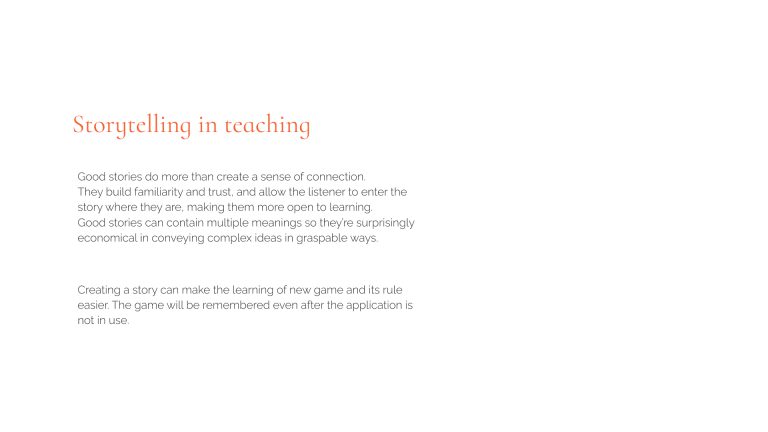 Storytelling in teaching
Good stories do more than create a sense of connection.
They build familiarity and trust, and allow the listener to enter the
story where they are, making them more open to learning.
Good stories can contain multiple meanings so they're surprisingly
economical in conveying complex ideas in graspable ways.
Creating a story can make the learning of new game and its rule
easier. The game will be remembered even after the application is
not in use.